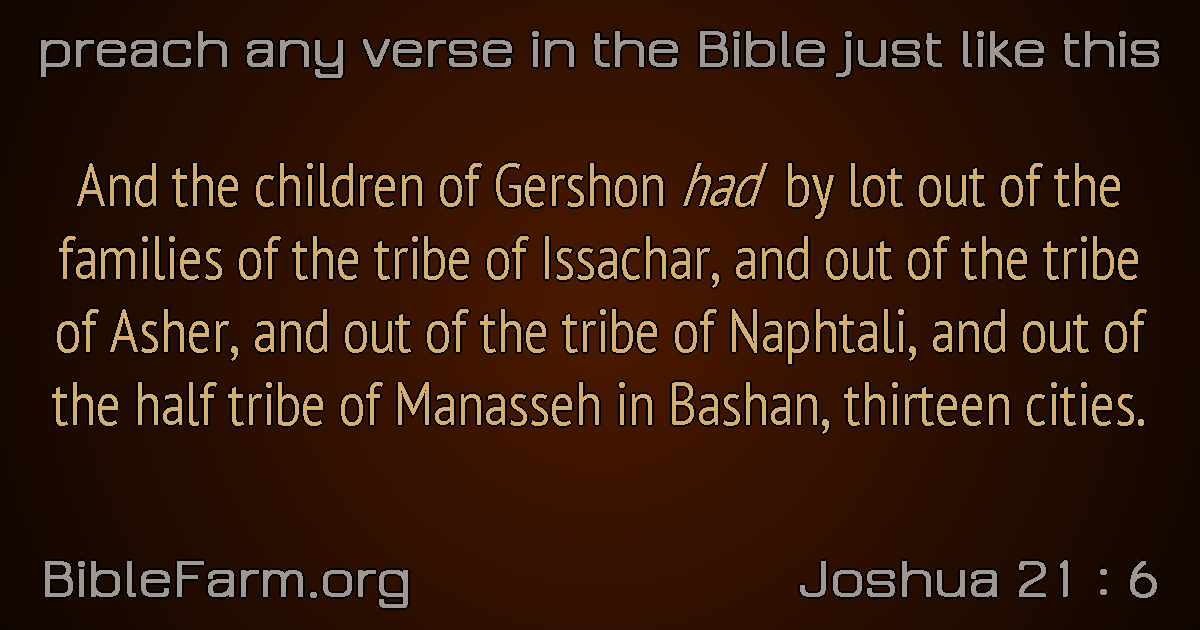 preach any verse in the Bible just like this
And the children of Gershon had by lot out of the
families of the tribe of Issachar, and out of the tribe
of Asher, and out of the tribe of Naphtali, and out of
the half tribe of Manasseh in Bashan, thirteen cities.
BibleFarm.org
Joshua 21 : 6